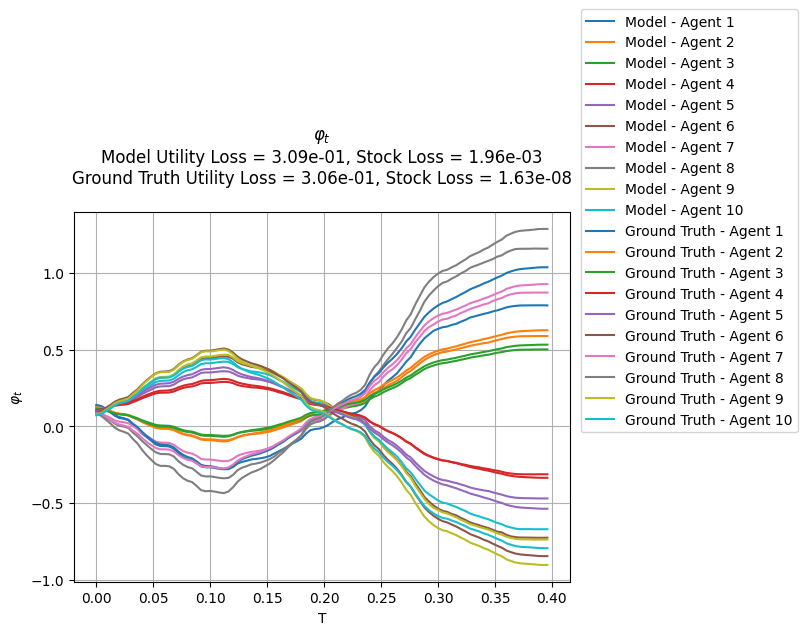 φt
Model Utility Loss = 3.09e-01, Stock Loss = 1.96e-03
Ground Truth Utility Loss = 3.06e-01, Stock Loss = 1.63e-08
Model - Agent 1
Model - Agent 2
Model - Agent 3
Model - Agent 4
Model - Agent 5
Model - Agent 6
Model - Agent 7
Model - Agent 8
Model - Agent 9
Model - Agent 10
Ground Truth - Agent 1
Ground Truth - Agent 2
Ground Truth - Agent 3
Ground Truth - Agent 4
Ground Truth - Agent 5
Ground Truth - Agent 6
Ground Truth - Agent 7
Ground Truth - Agent 8
Ground Truth - Agent 9
Ground Truth - Agent 10
φt
1.0
0.5
0.0
−0.5
−1.0
0.00 0.05 0.10 0.15 0.20 0.25 0.30 0.35 0.40
T